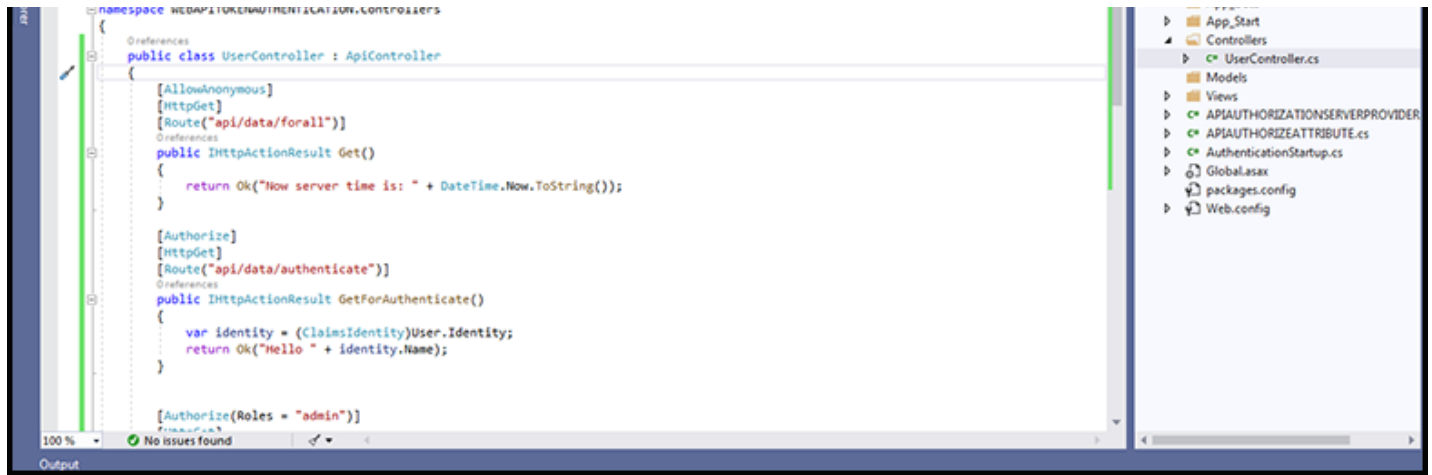 namespace WEBAPITOKENAUTHENTICATION.Controllers
{
0 references
public class UserController : ApiController
{
[AllowAnonymous]
[HttpGet]
[Route("api/data/forall")]
0 references
public IHttpActionResult Get()
{
return Ok("Now server time is: " + DateTime.Now.ToString());
}
[Authorize]
[HttpGet]
[Route("api/data/authenticate")]
0 references
public IHttpActionResult GetForAuthenticate()
{
var identity = (ClaimsIdentity)User.Identity;
return Ok("Hello " + identity.Name);
}
[Authorize(Roles = "admin")]
[HttpGet]
100 %
No issues found
Output
App_Start
Controllers
C# UserController.cs
Models
Views
C# APIAUTHORIZATIONSERVERPROVIDER
C# APIAUTHORIZEATTRIBUTE.cs
C# AuthenticationStartup.cs
Global.asax
packages.config
Web.config